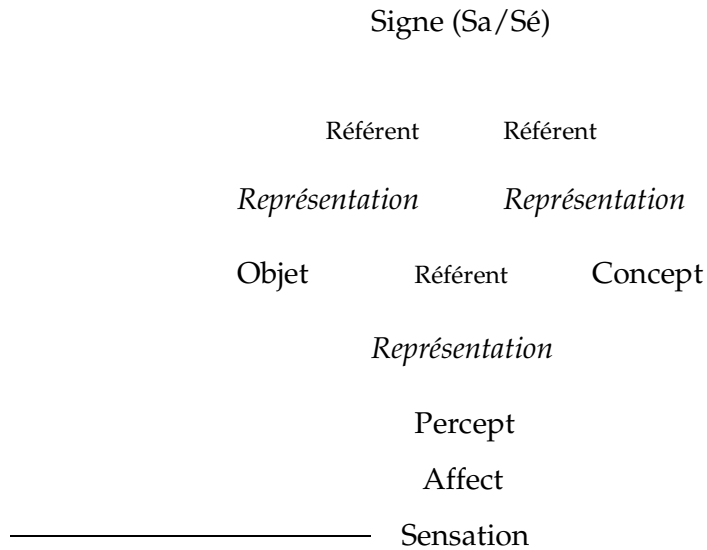 Signe (Sa/Sé)
Référent Référent
Représentation Représentation
Objet Référent Concept
Représentation
Percept
Affect
Sensation